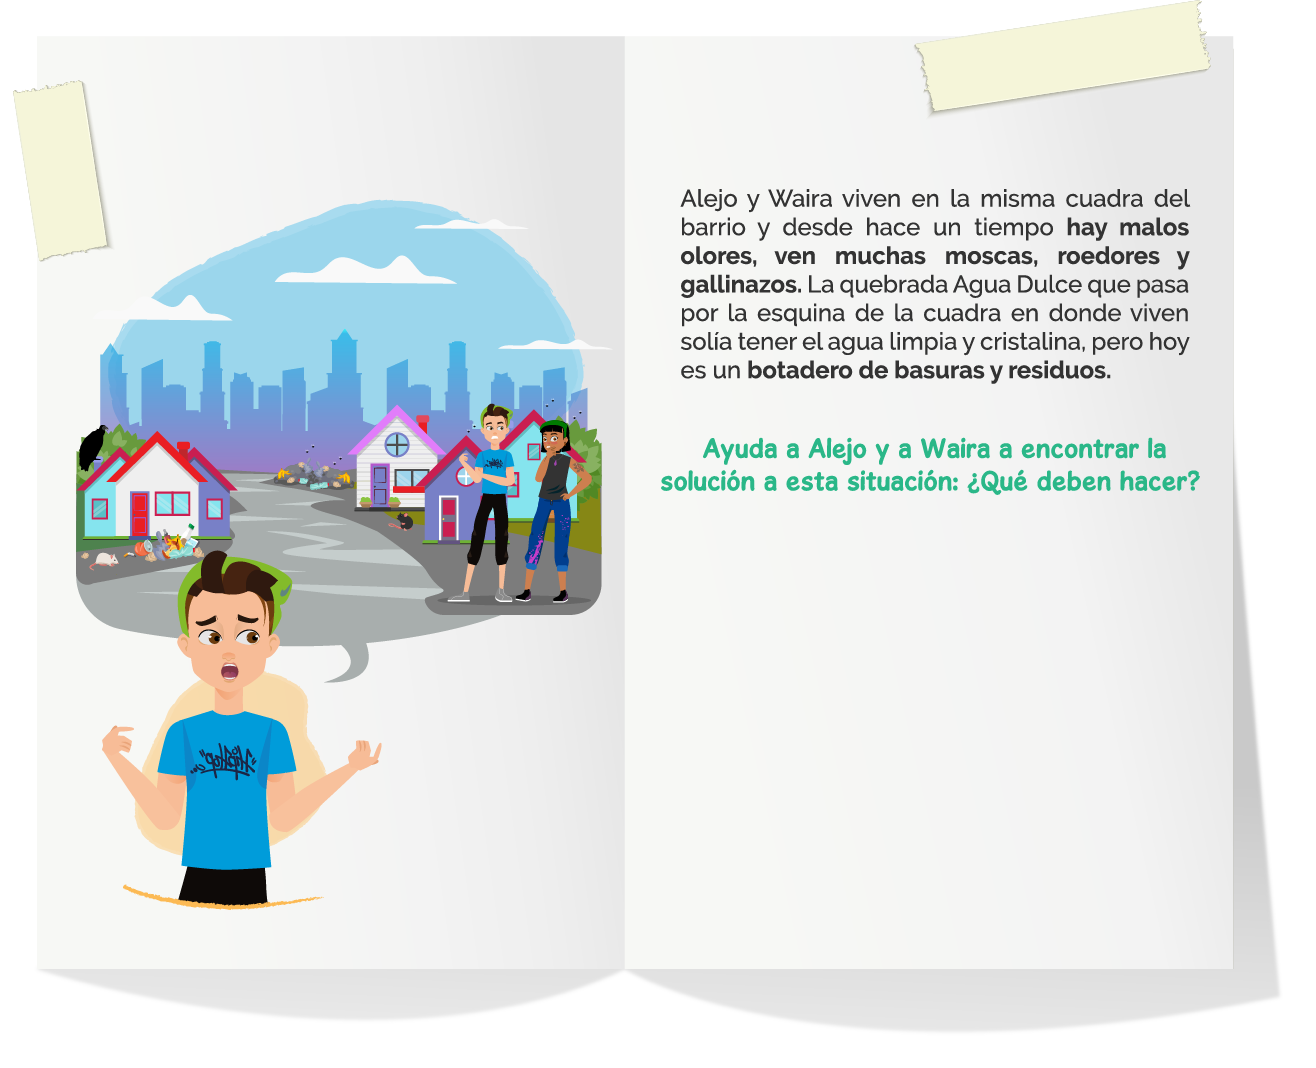 Alejo y Waira viven en la misma cuadra del
barrio y desde hace un tiempo hay malos
olores, ven muchas moscas, roedores y
gallinazos. La quebrada Agua Dulce que pasa
por la esquina de la cuadra en donde viven
solía tener el agua limpia y cristalina, pero hoy
es un botadero de basuras y residuos.
Ayuda a Alejo y a Waira a encontrar la
solución a esta situación: ¿Qué deben hacer?